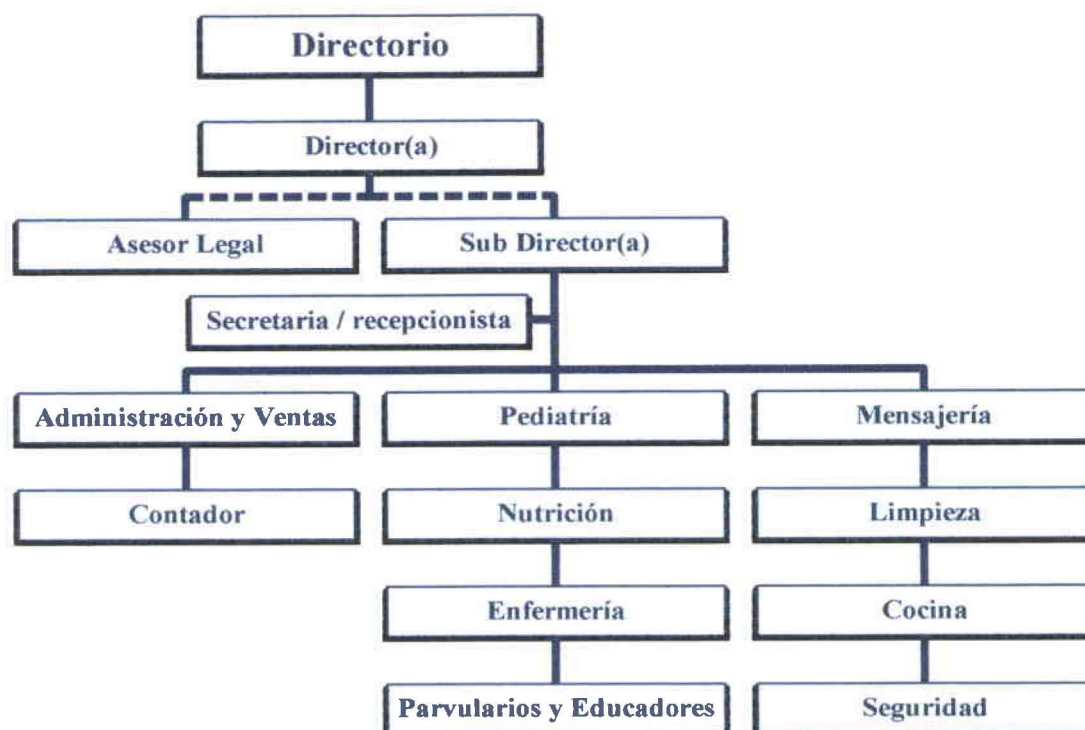 Directorio
Director(a)
Asesor Legal
Sub Director(a)
Secretaria / recepcionista
Administración y Ventas
Pediatría
Mensajería
Contador
Nutrición
Limpieza
Enfermería
Cocina
Parvularios y Educadores
Seguridad